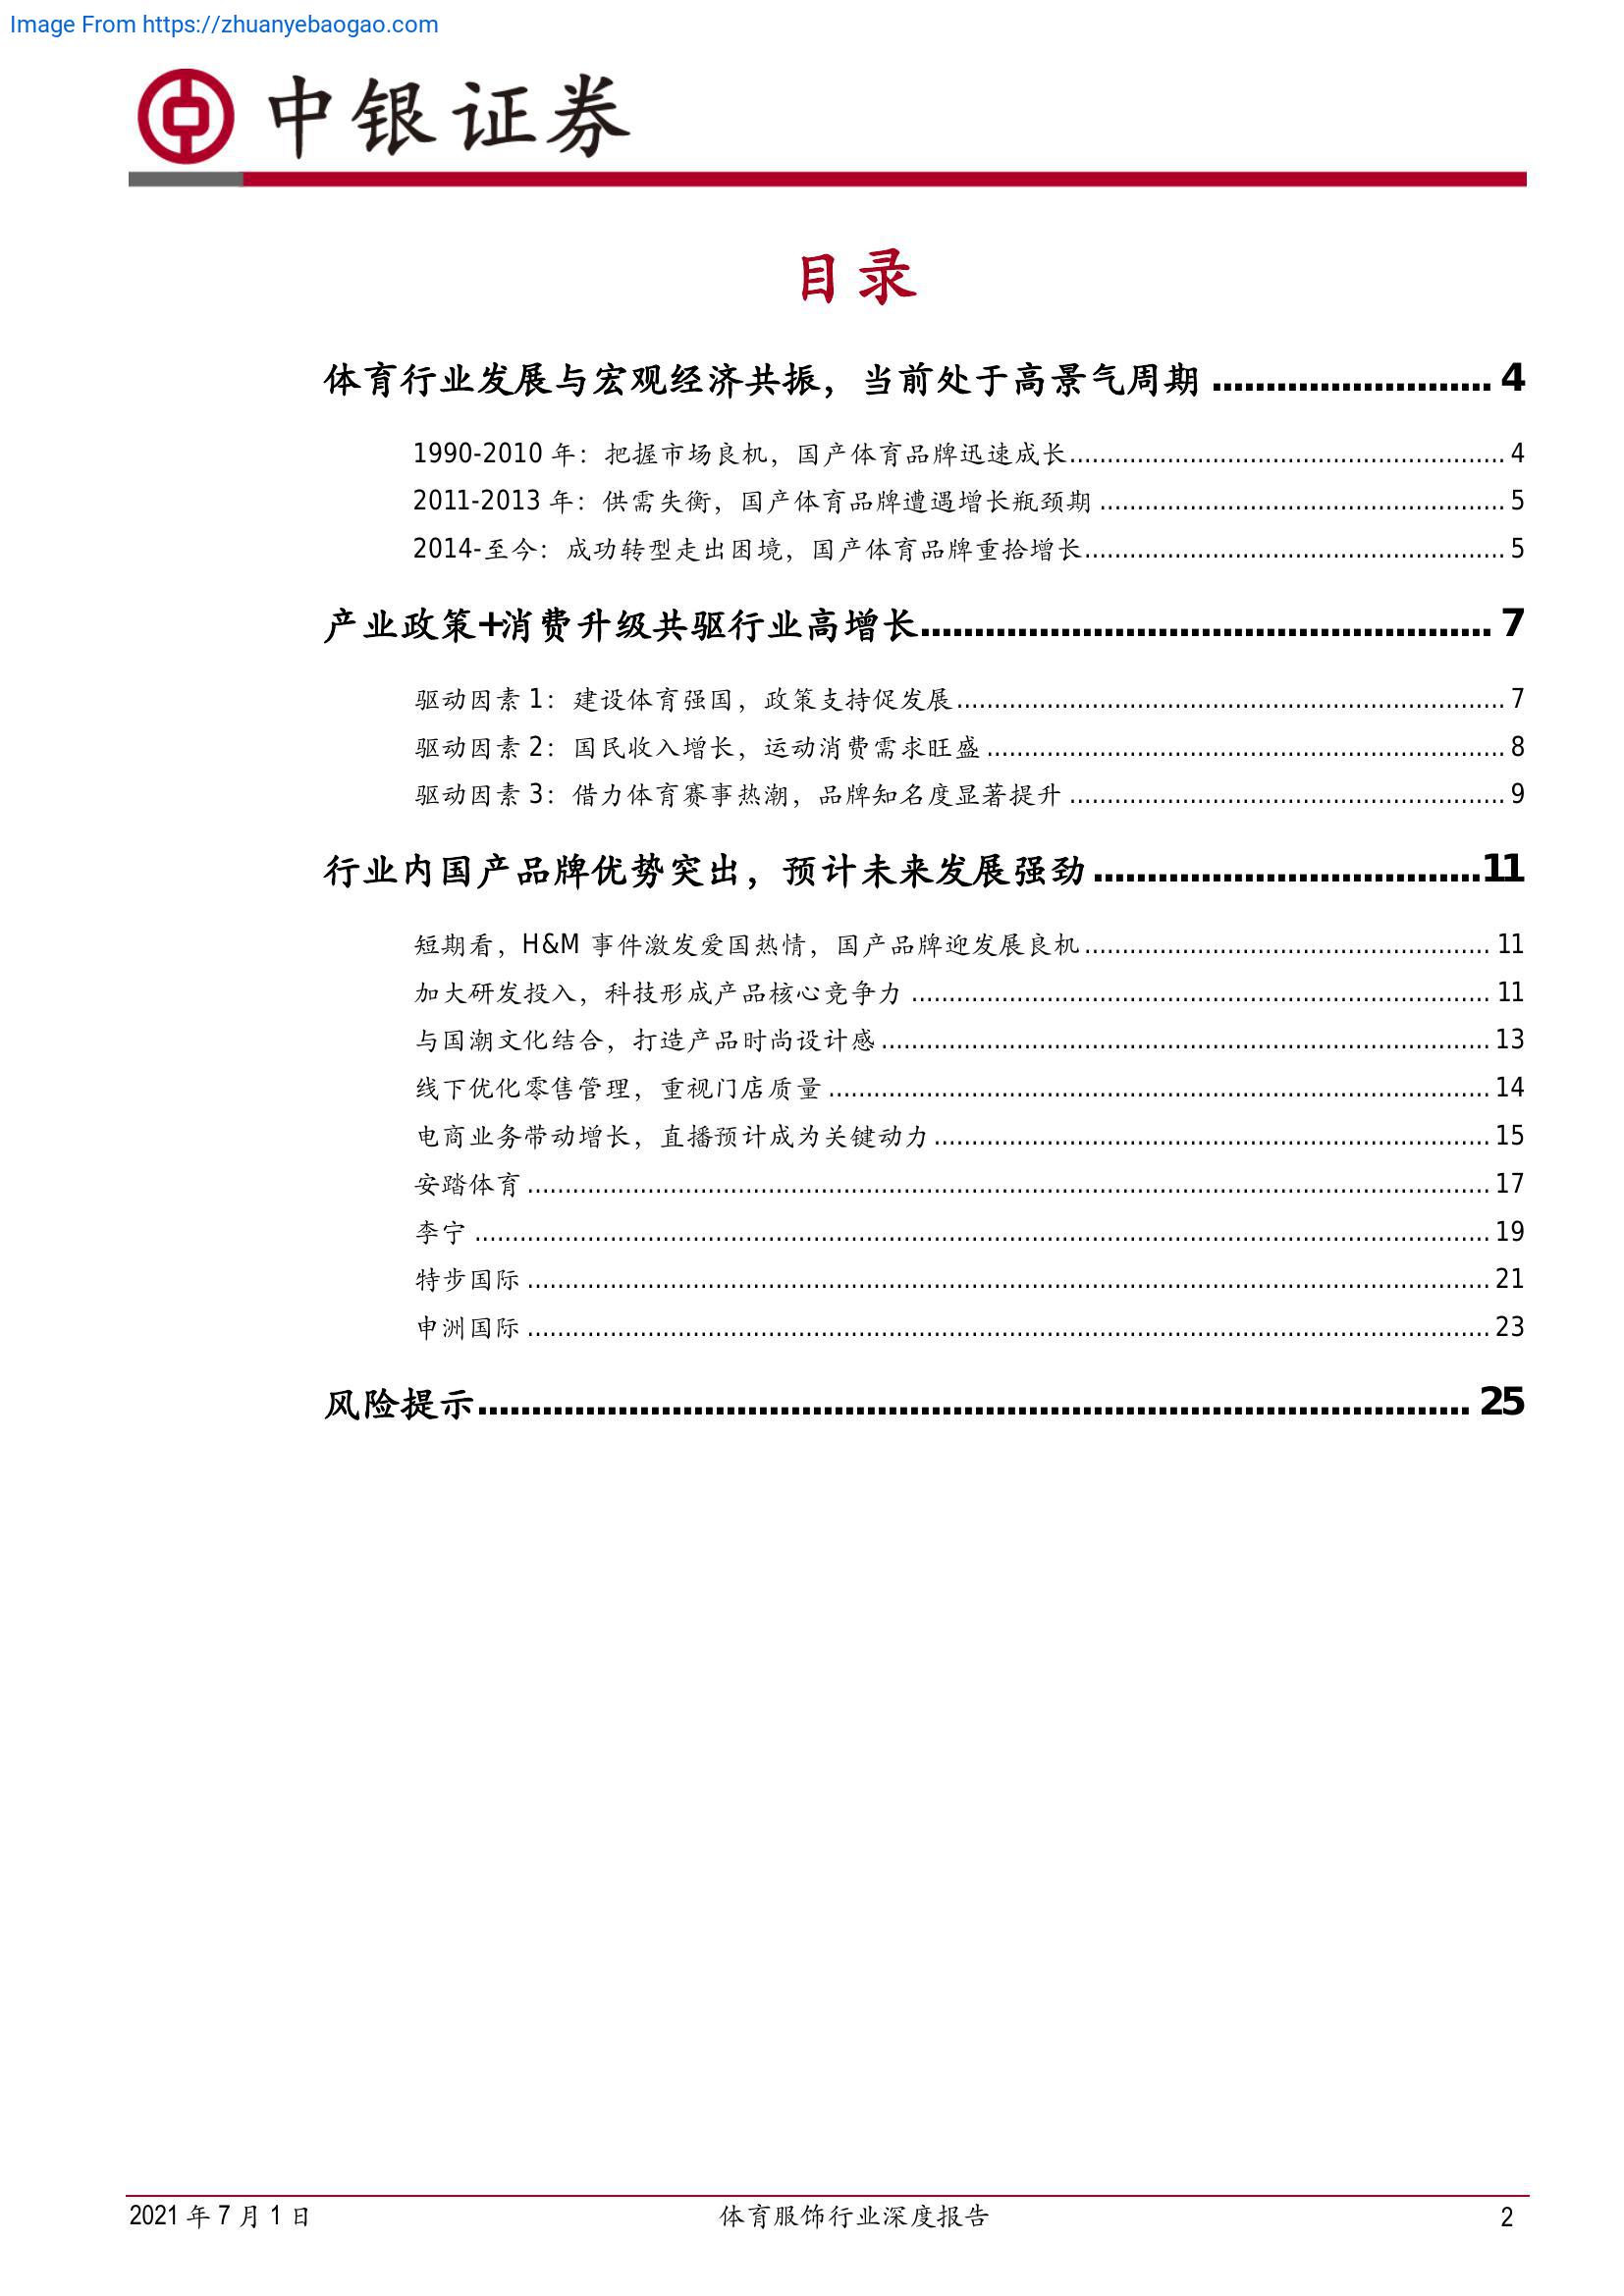 Image From https://zhuanyebaogao.com
中银证券
目录
体育行业发展与宏观经济共振，当前处于高景气周期 .......................... 4
1990-2010 年：把握市场良机，国产体育品牌迅速成长.......................................................... 4
2011-2013 年：供需失衡，国产体育品牌遭遇增长瓶颈期 ...................................................... 5
2014-至今：成功转型走出困境，国产体育品牌重拾增长........................................................ 5
产业政策+消费升级共驱行业高增长..................................................... 7
驱动因素 1：建设体育强国，政策支持促发展......................................................................... 7
驱动因素 2：国民收入增长，运动消费需求旺盛 ..................................................................... 8
驱动因素 3：借力体育赛事热潮，品牌知名度显著提升 .......................................................... 9
行业内国产品牌优势突出，预计未来发展强劲 ....................................11
短期看，H&M 事件激发爱国热情，国产品牌迎发展良机...................................................... 11
加大研发投入，科技形成产品核心竞争力 ............................................................................. 11
与国潮文化结合，打造产品时尚设计感 ................................................................................. 13
线下优化零售管理，重视门店质量 ........................................................................................ 14
电商业务带动增长，直播预计成为关键动力.......................................................................... 15
安踏体育 ................................................................................................................................ 17
李宁 ....................................................................................................................................... 19
特步国际 ................................................................................................................................ 21
申洲国际 ................................................................................................................................ 23
风险提示............................................................................................ 25
2021 年 7 月 1 日 体育服饰行业深度报告 2